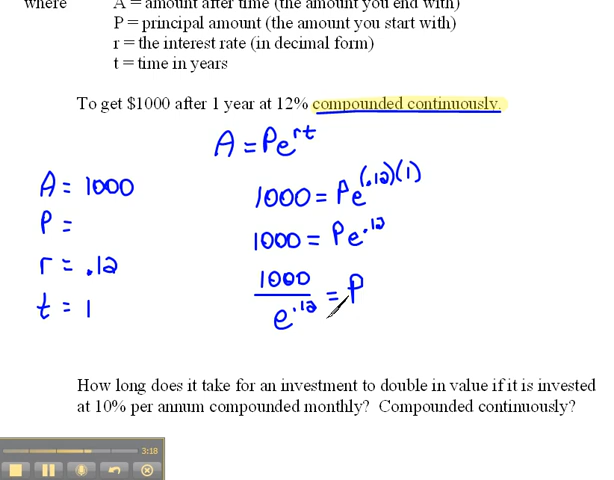 where A = amount after time (the amount you end with)
P = principal amount (the amount you start with)
r = the interest rate (in decimal form)
t = time in years
To get $1000 after 1 year at 12% compounded continuously.
A = Pe^rt
A = 1000
P =
r = .12
t = 1
1000 = Pe^(.12)(1)
1000 = Pe^.12
1000/e^.12 = P
How long does it take for an investment to double in value if it is invested
at 10% per annum compounded monthly? Compounded continuously?
3:18